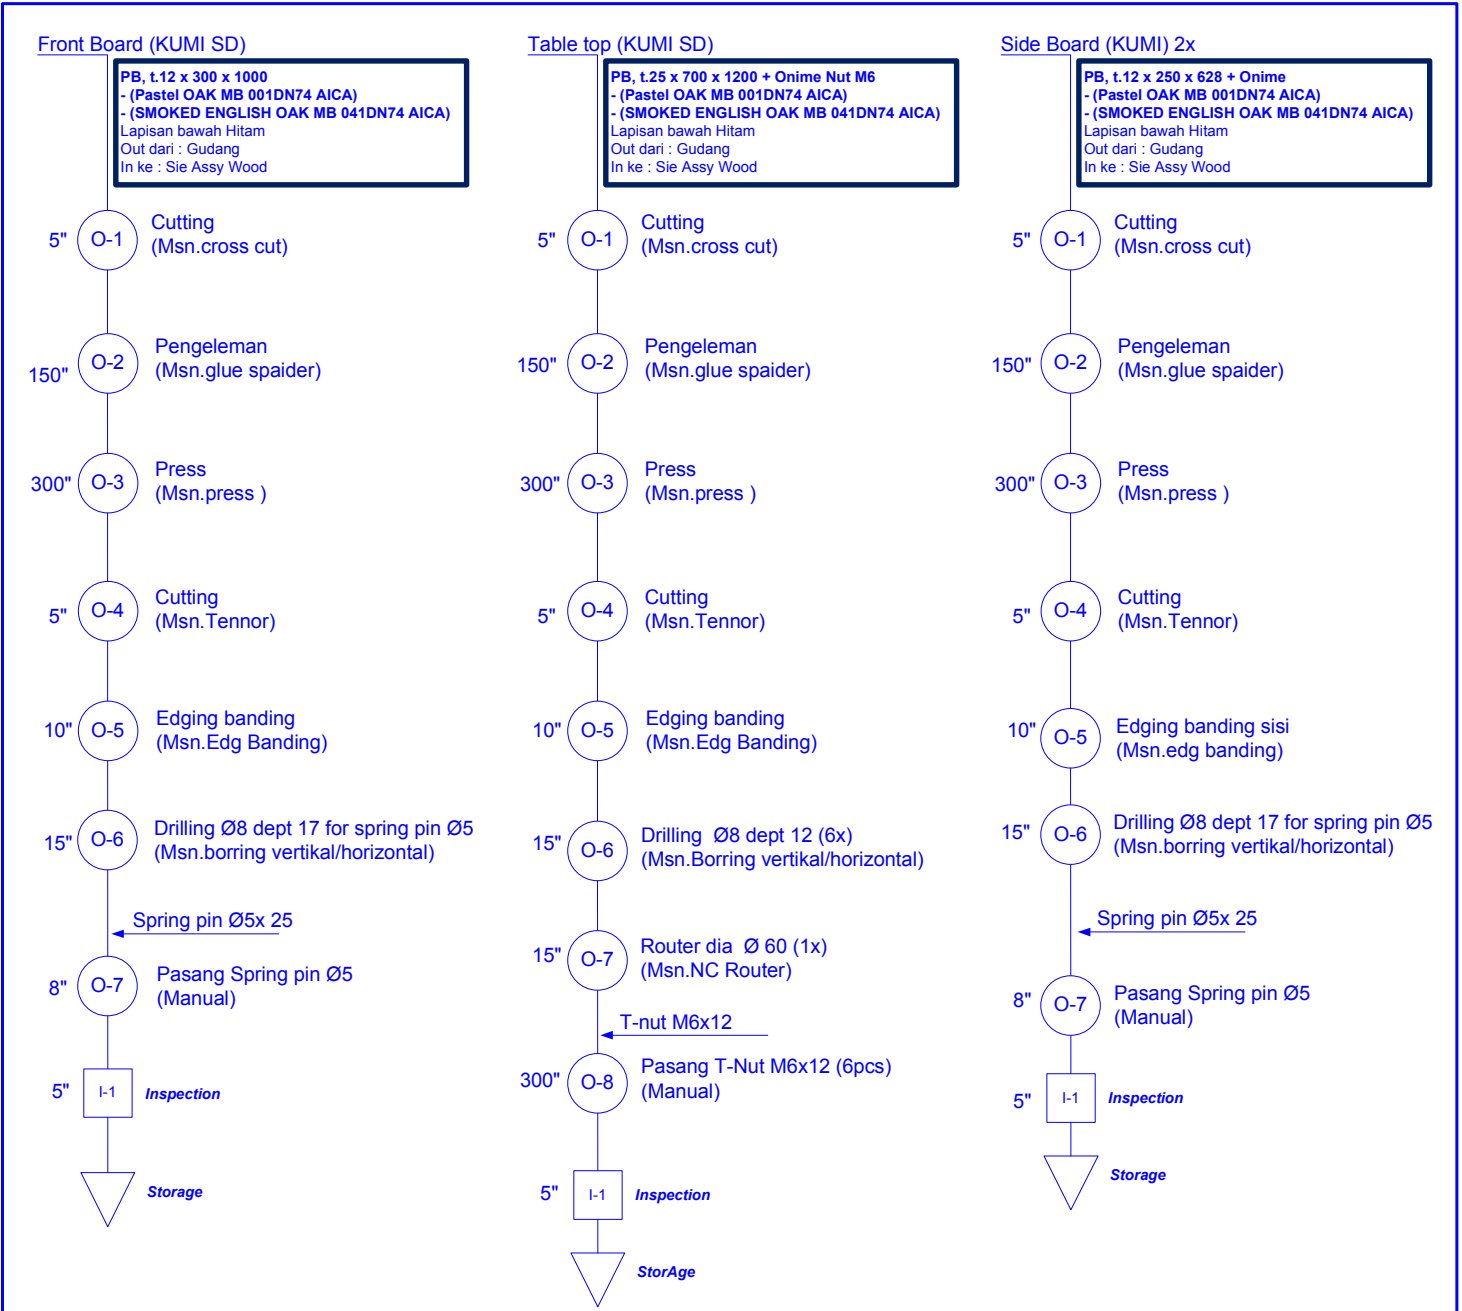 Front Board (KUMI SD)
PB, t.12 x 300 x 1000
- (Pastel OAK MB 001DN74 AICA)
- (SMOKED ENGLISH OAK MB 041DN74 AICA)
Lapisan bawah Hitam
Out dari : Gudang
In ke : Sie Assy Wood
5" O-1 Cutting
(Msn.cross cut)
150" O-2 Pengeleman
(Msn.glue spaider)
300" O-3 Press
(Msn.press )
5" O-4 Cutting
(Msn.Tennor)
10" O-5 Edging banding
(Msn.Edg Banding)
15" O-6 Drilling Ø8 dept 17 for spring pin Ø5
(Msn.borring vertikal/horizontal)
Spring pin Ø5x 25
8" O-7 Pasang Spring pin Ø5
(Manual)
5" I-1 Inspection
Storage
Table top (KUMI SD)
PB, t.25 x 700 x 1200 + Onime Nut M6
- (Pastel OAK MB 001DN74 AICA)
- (SMOKED ENGLISH OAK MB 041DN74 AICA)
Lapisan bawah Hitam
Out dari : Gudang
In ke : Sie Assy Wood
5" O-1 Cutting
(Msn.cross cut)
150" O-2 Pengeleman
(Msn.glue spaider)
300" O-3 Press
(Msn.press )
5" O-4 Cutting
(Msn.Tennor)
10" O-5 Edging banding
(Msn.Edg Banding)
15" O-6 Drilling Ø8 dept 12 (6x)
(Msn.Borring vertikal/horizontal)
15" O-7 Router dia Ø 60 (1x)
(Msn.NC Router)
T-nut M6x12
300" O-8 Pasang T-Nut M6x12 (6pcs)
(Manual)
5" I-1 Inspection
StorAge
Side Board (KUMI) 2x
PB, t.12 x 250 x 628 + Onime
- (Pastel OAK MB 001DN74 AICA)
- (SMOKED ENGLISH OAK MB 041DN74 AICA)
Lapisan bawah Hitam
Out dari : Gudang
In ke : Sie Assy Wood
5" O-1 Cutting
(Msn.cross cut)
150" O-2 Pengeleman
(Msn.glue spaider)
300" O-3 Press
(Msn.press )
5" O-4 Cutting
(Msn.Tennor)
10" O-5 Edging banding sisi
(Msn.edg banding)
15" O-6 Drilling Ø8 dept 17 for spring pin Ø5
(Msn.borring vertikal/horizontal)
Spring pin Ø5x 25
8" O-7 Pasang Spring pin Ø5
(Manual)
5" I-1 Inspection
Storage